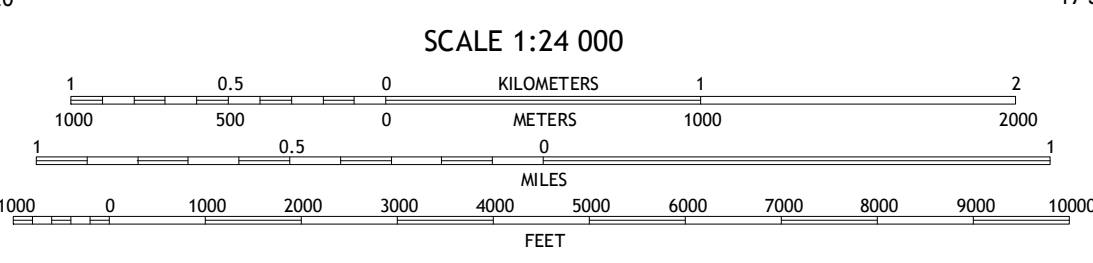 SCALE 1:24 000
1 0.5 0 KILOMETERS 1 2
1000 500 0 METERS 1000 2000
1 0.5 0 1
MILES
1000 0 1000 2000 3000 4000 5000 6000 7000 8000 9000 10000
FEET